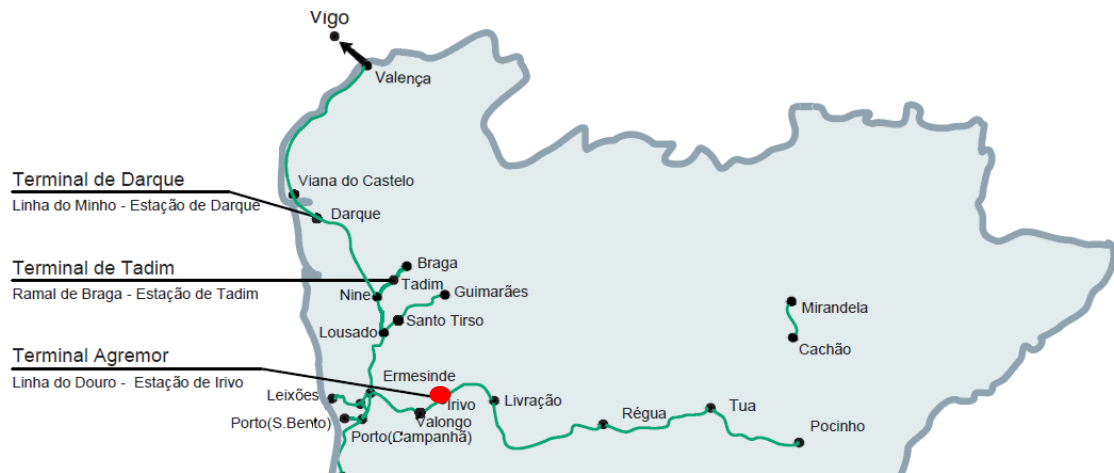 Vigo
Valença
Terminal de Darque
Linha do Minho - Estação de Darque
Viana do Castelo
Darque
Terminal de Tadim
Ramal de Braga - Estação de Tadim
Braga
Tadim
Nine
Guimarães
Santo Tirso
Lousado
Mirandela
Cachão
Terminal Agremor
Linha do Douro - Estação de Irivo
Ermesinde
Leixões
Irivo
Livração
Valongo
Porto(S.Bento)
Porto(Campanhã)
Régua
Tua
Pocinho